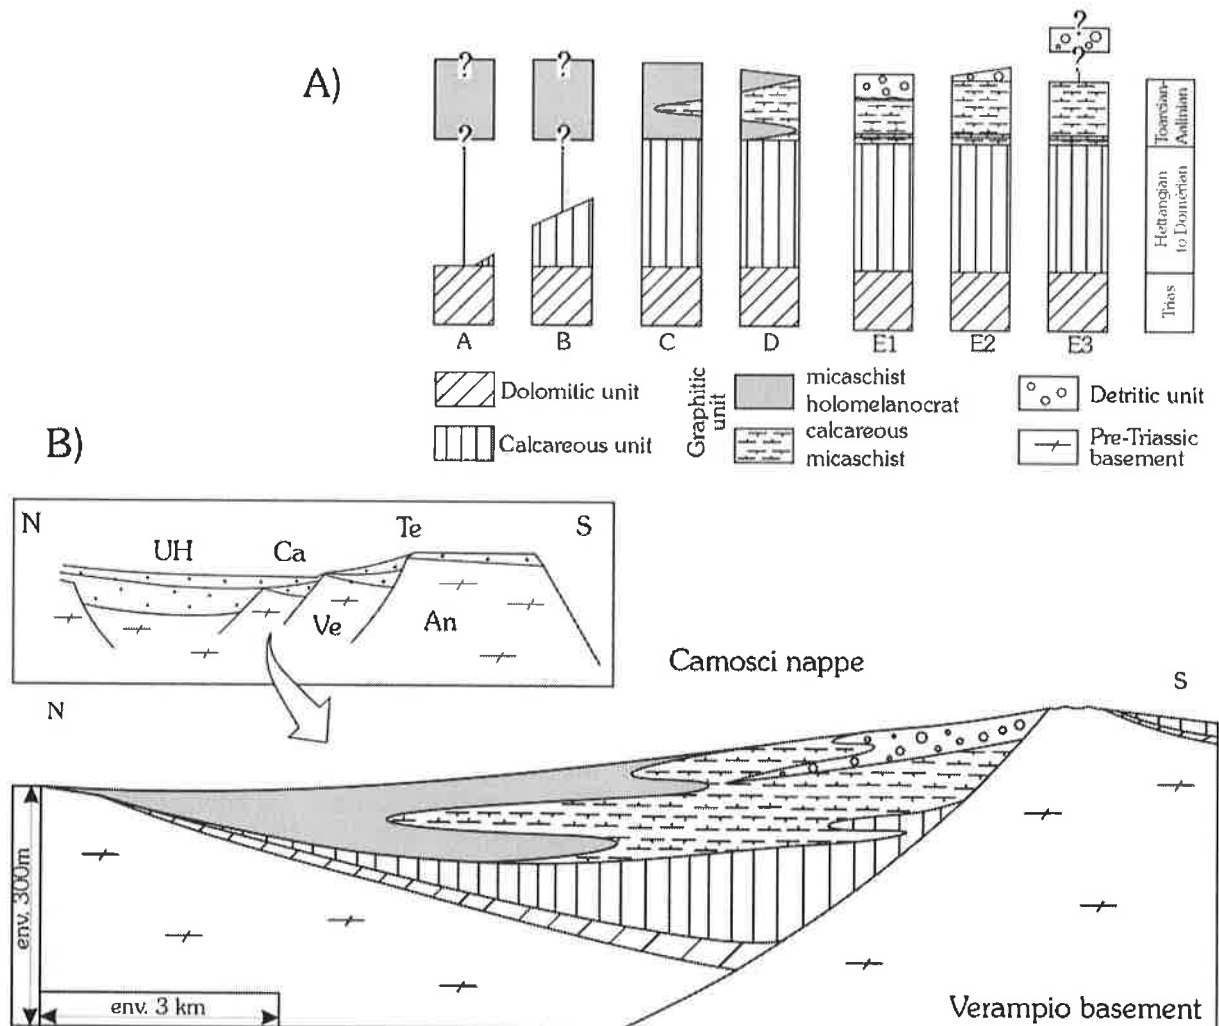 A)
?
?
?
?
?
?
A
B
C
D
E1
E2
E3
Toarcian-
Aalinian
Hettangian
to Domérian
Trias
Dolomitic unit
Calcareous unit
Graphitic
unit
micaschist
holomelanocrat
calcareous
micaschist
Detritic unit
Pre-Triassic
basement
B)
N
S
UH
Ca
Te
Ve
An
Camosci nappe
N
S
env. 300m
env. 3 km
Verampio basement